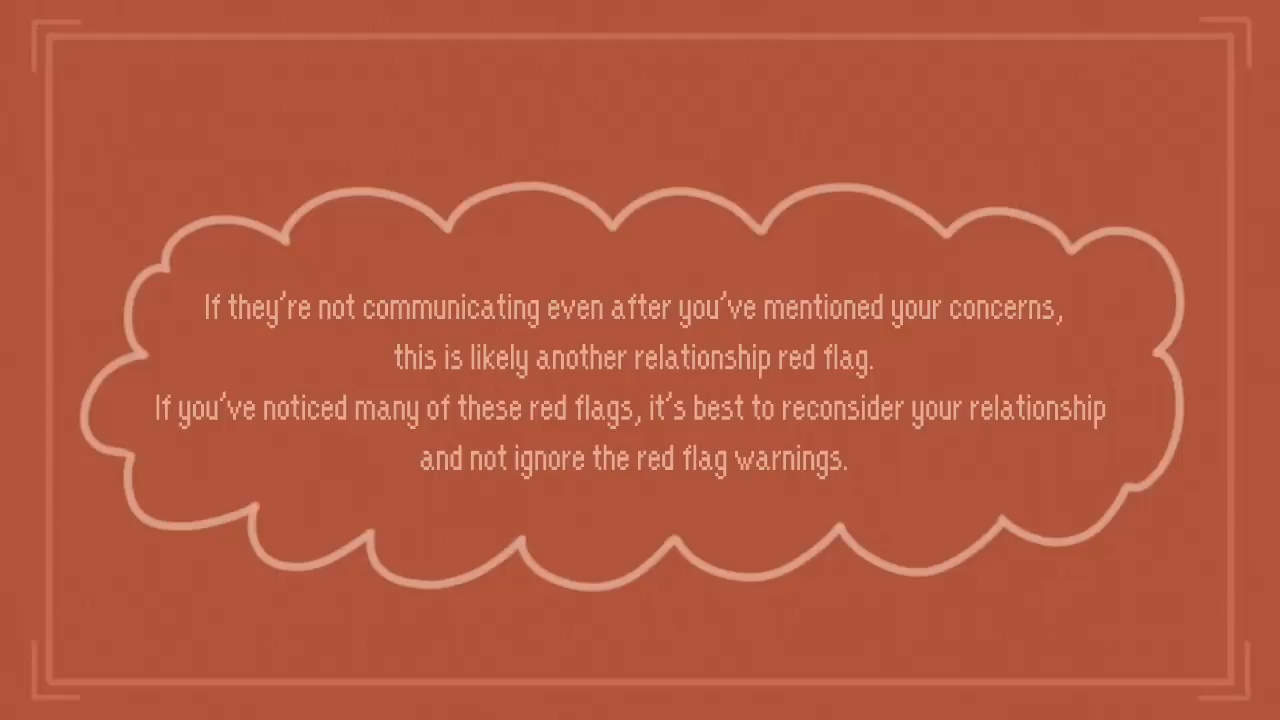 If they're not communicating even after you've mentioned your concerns,
this is likely another relationship red flag.
If you've noticed many of these red flags, it's best to reconsider your relationship
and not ignore the red flag warnings.